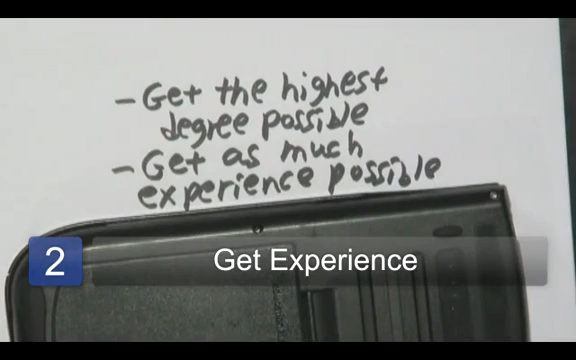 - Get the highest
degree possible
- Get as much
experience possible
2 Get Experience